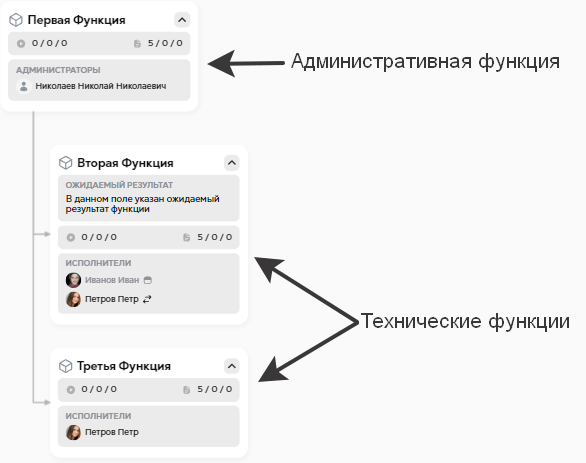 Первая Функция
0 / 0 / 0 5 / 0 / 0
АДМИНИСТРАТОРЫ
Николаев Николай Николаевич
Административная функция
Вторая Функция
ОЖИДАЕМЫЙ РЕЗУЛЬТАТ
В данном поле указан ожидаемый
результат функции
0 / 0 / 0 5 / 0 / 0
ИСПОЛНИТЕЛИ
Иванов Иван
Петров Петр
Технические функции
Третья Функция
0 / 0 / 0 5 / 0 / 0
ИСПОЛНИТЕЛИ
Петров Петр